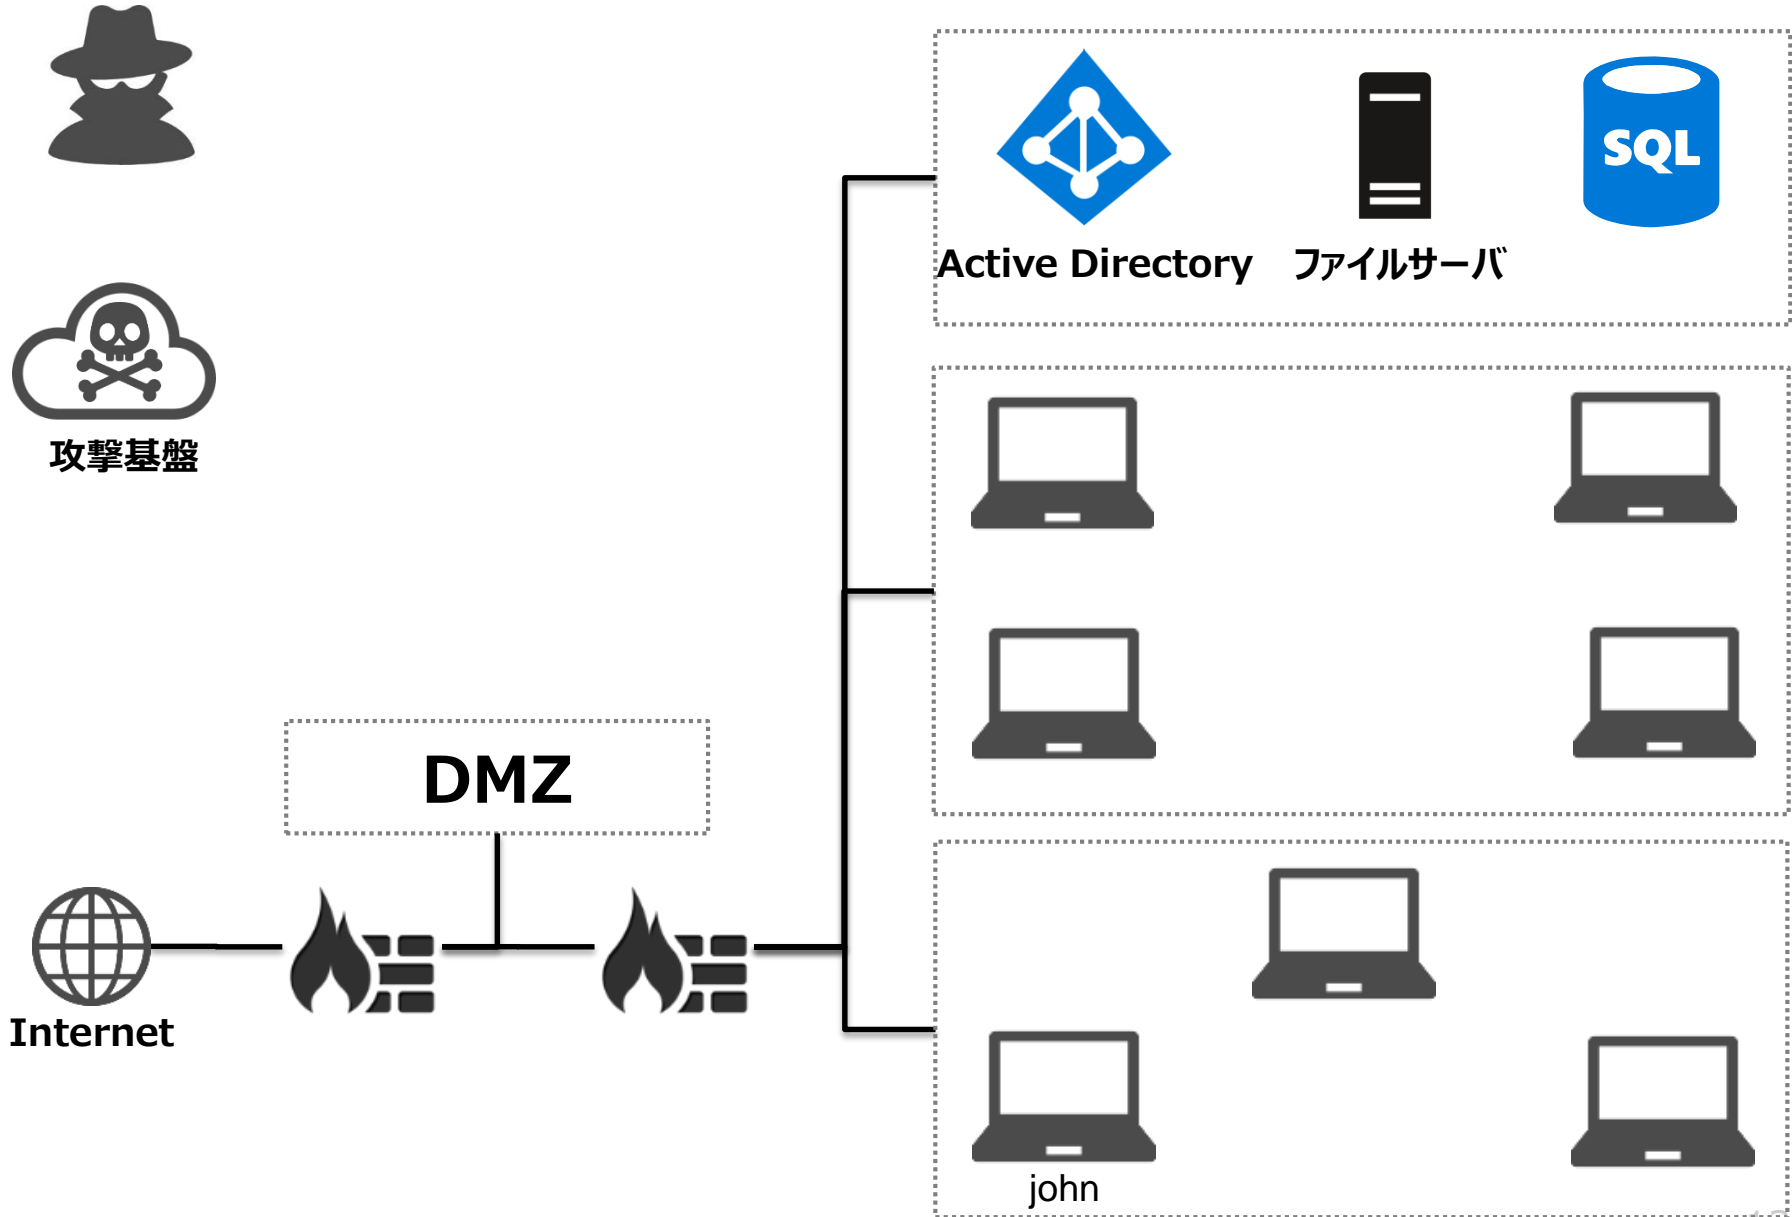 SQL
Active Directory
ファイルサーバ
攻撃基盤
DMZ
Internet
john